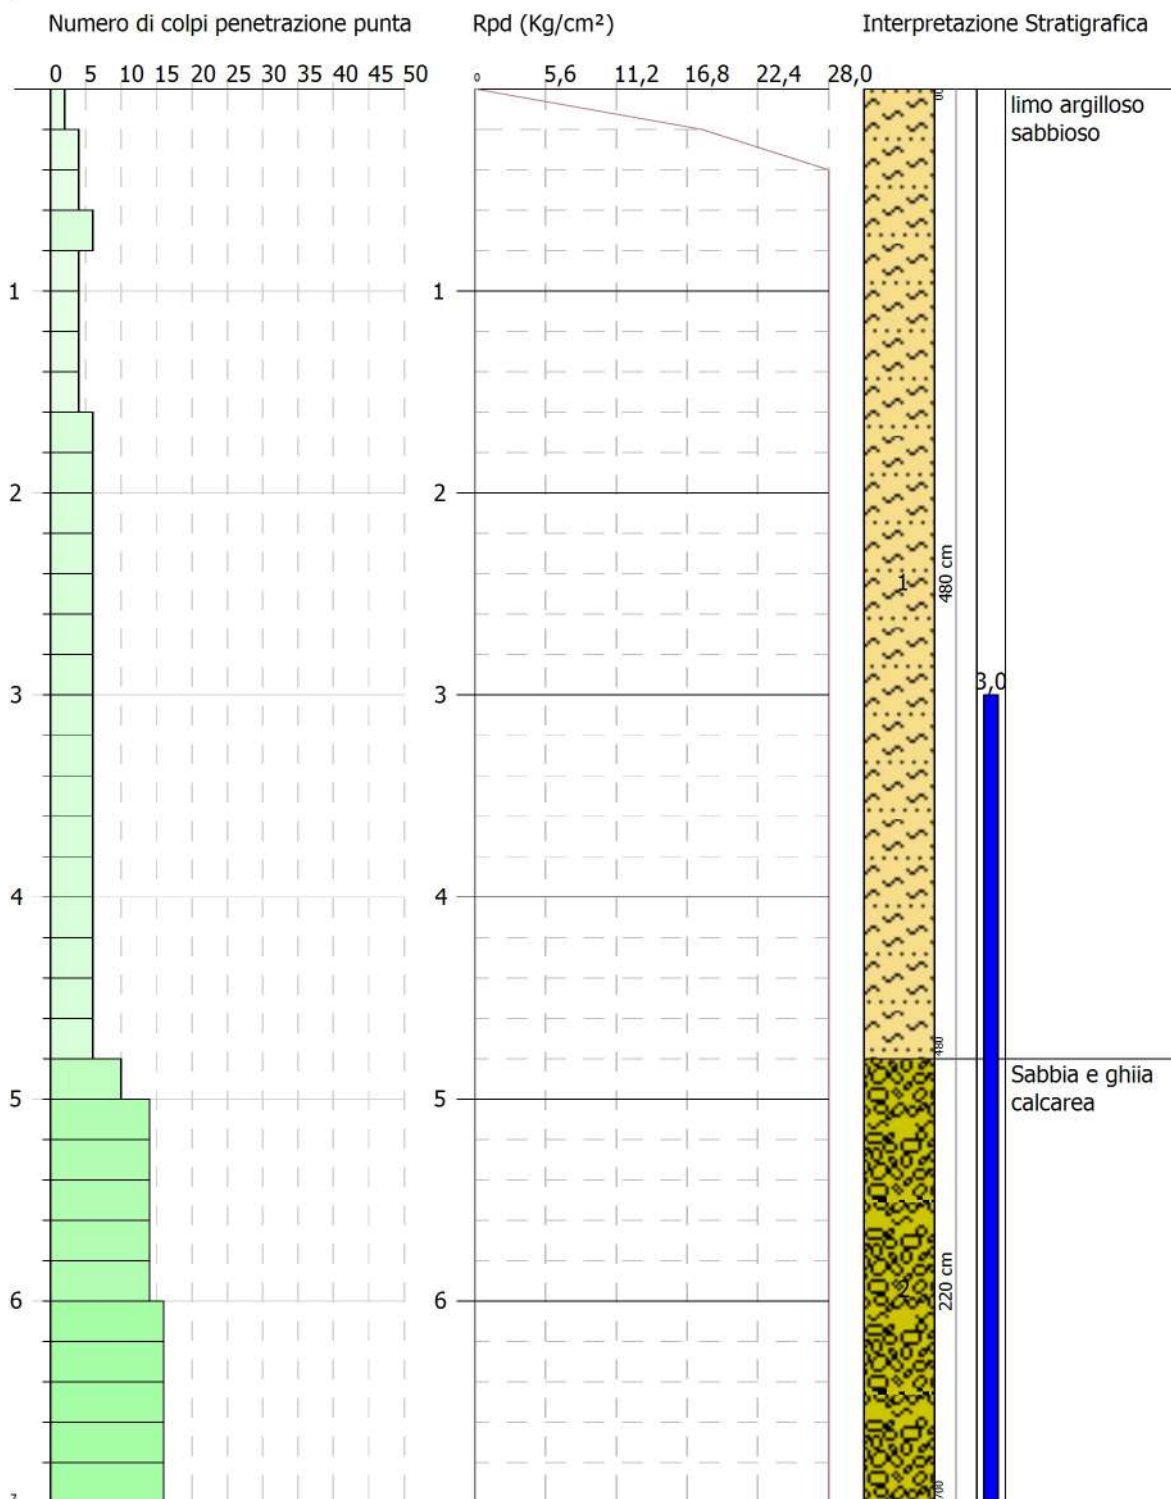 Numero di colpi penetrazione punta Rpd (Kg/cm²) Interpretazione Stratigrafica
0 5 10 15 20 25 30 35 40 45 50 0 5,6 11,2 16,8 22,4 28,0
00
limo argilloso
sabbioso
1 1
2 2
1
480 cm
3 3
3,0
4 4
480
Sabbia e ghiia
calcarea
5 5
2
220 cm
6 6
7
700